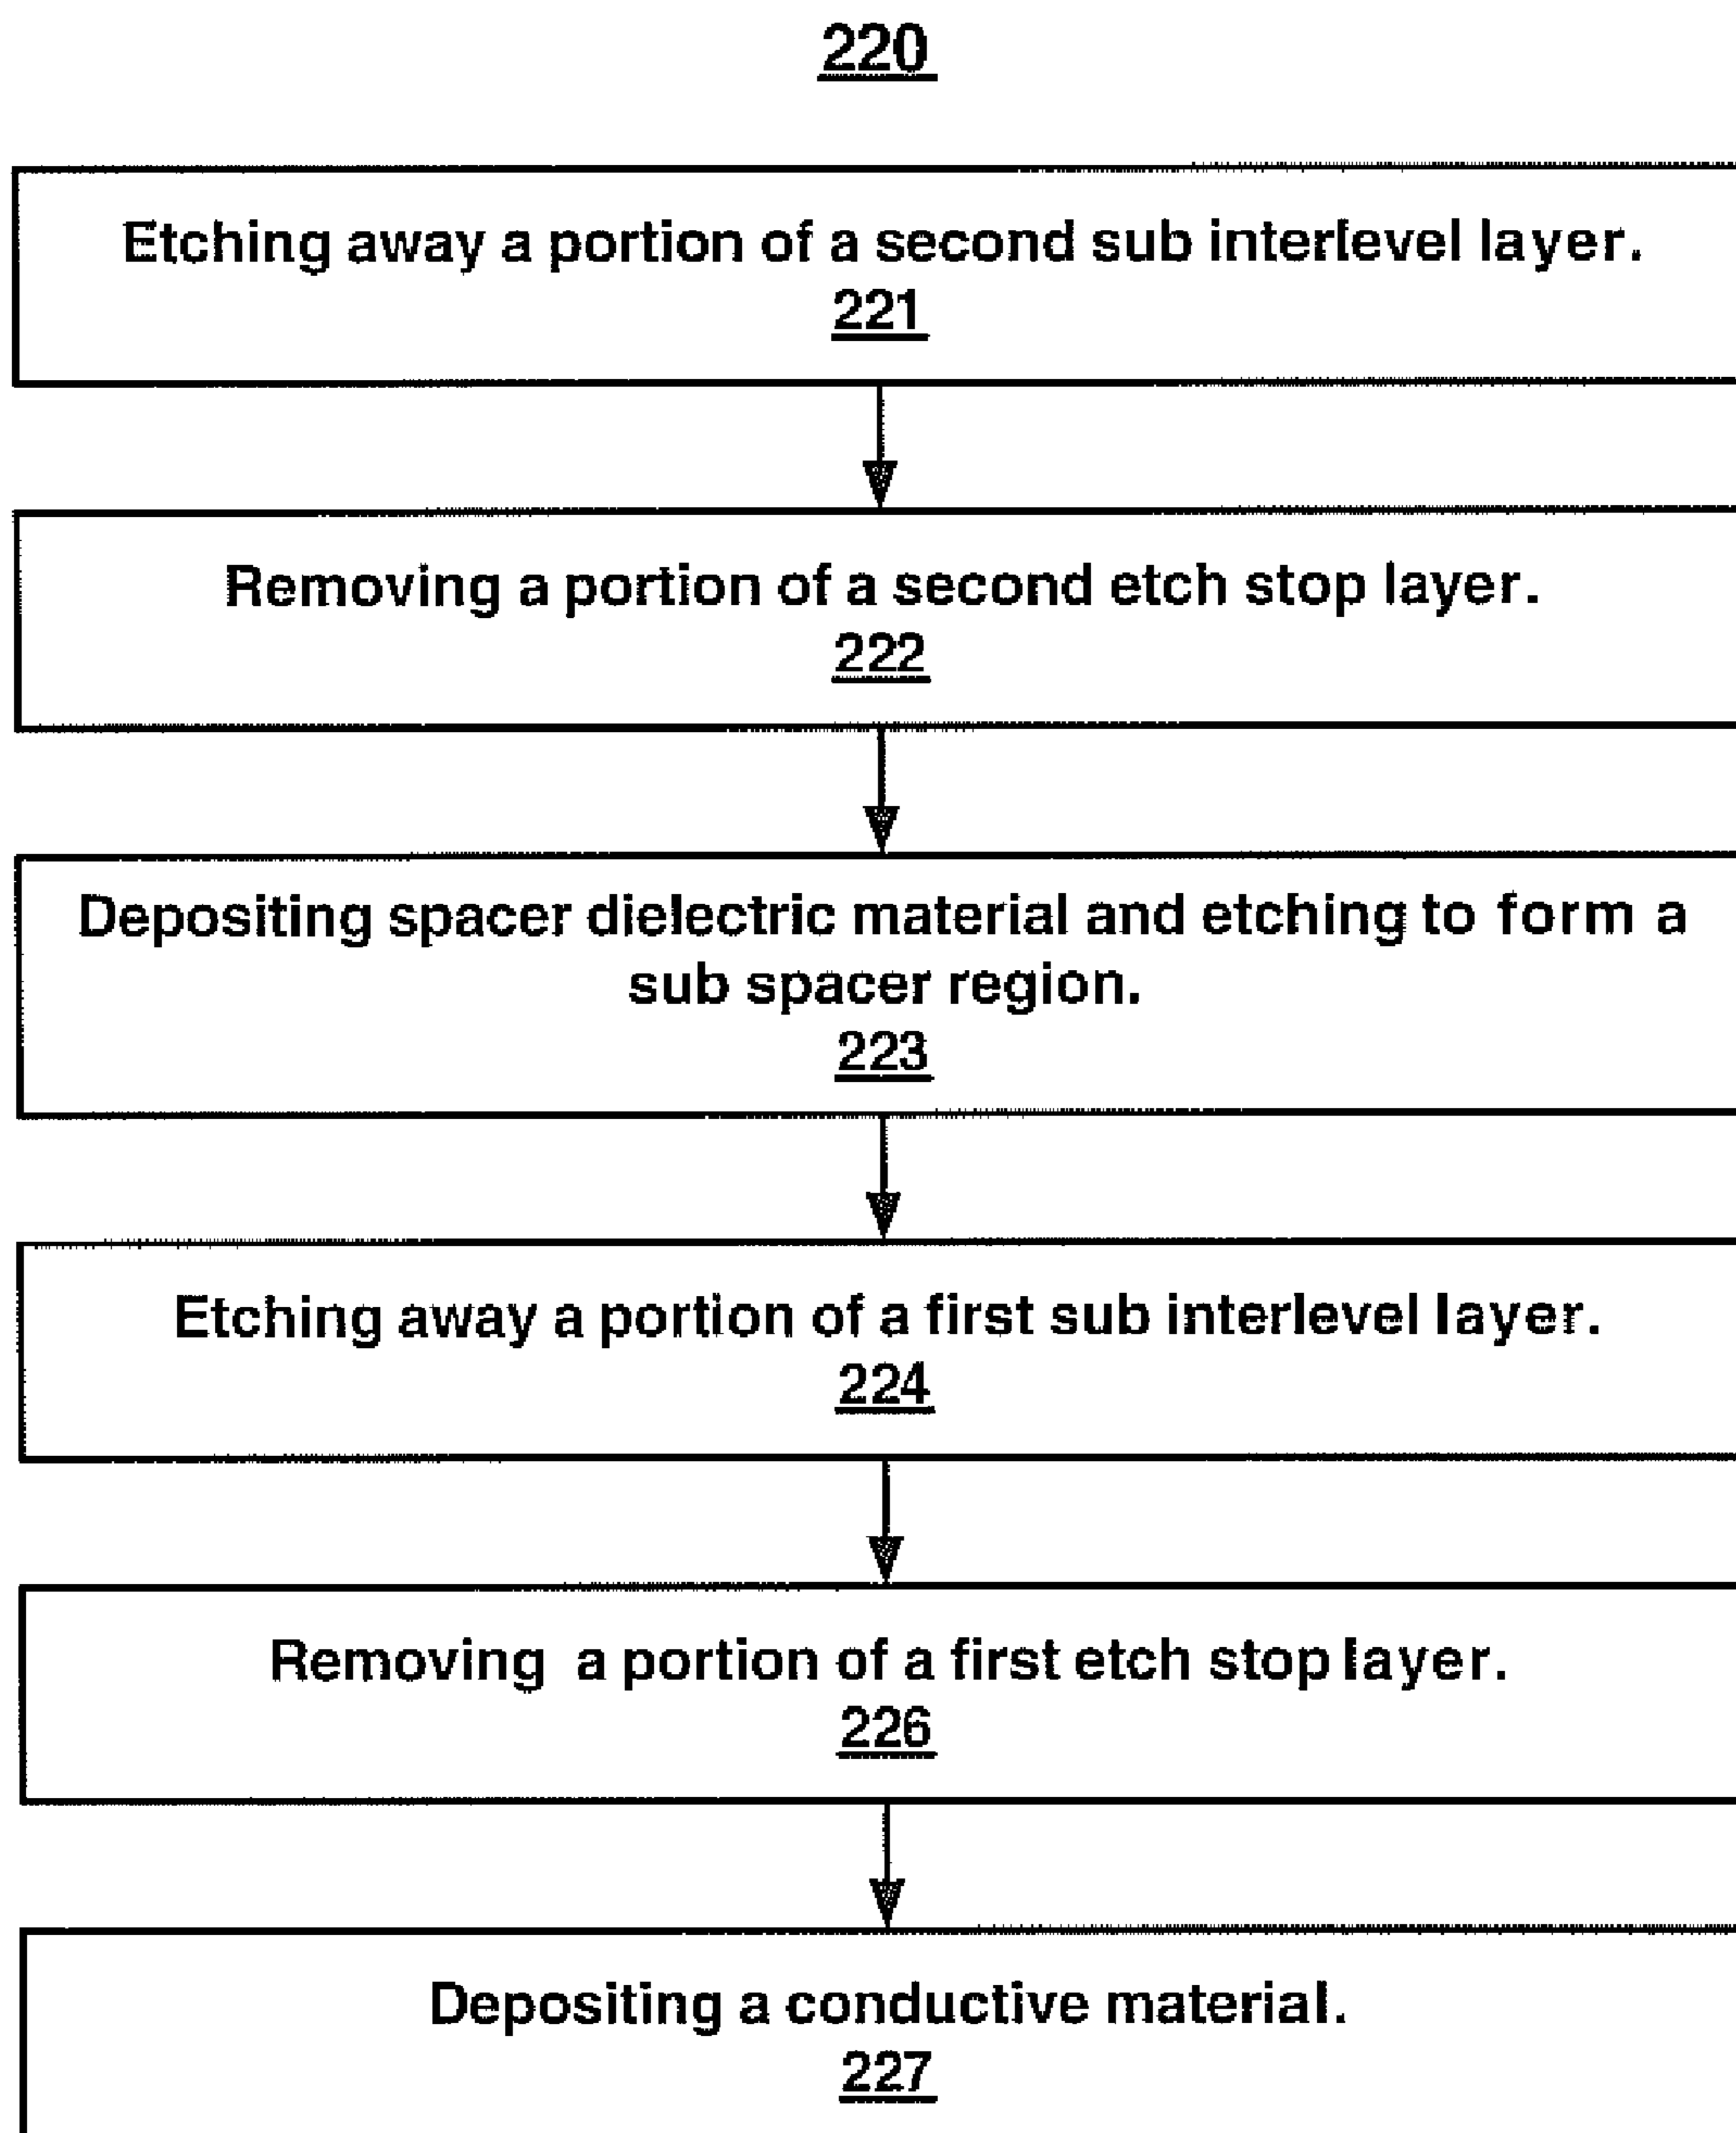 220
Etching away a portion of a second sub interlevel layer.
221
Removing a portion of a second etch stop layer.
222
Depositing spacer dielectric material and etching to form a
sub spacer region.
223
Etching away a portion of a first sub interlevel layer.
224
Removing a portion of a first etch stop layer.
226
Depositing a conductive material.
227